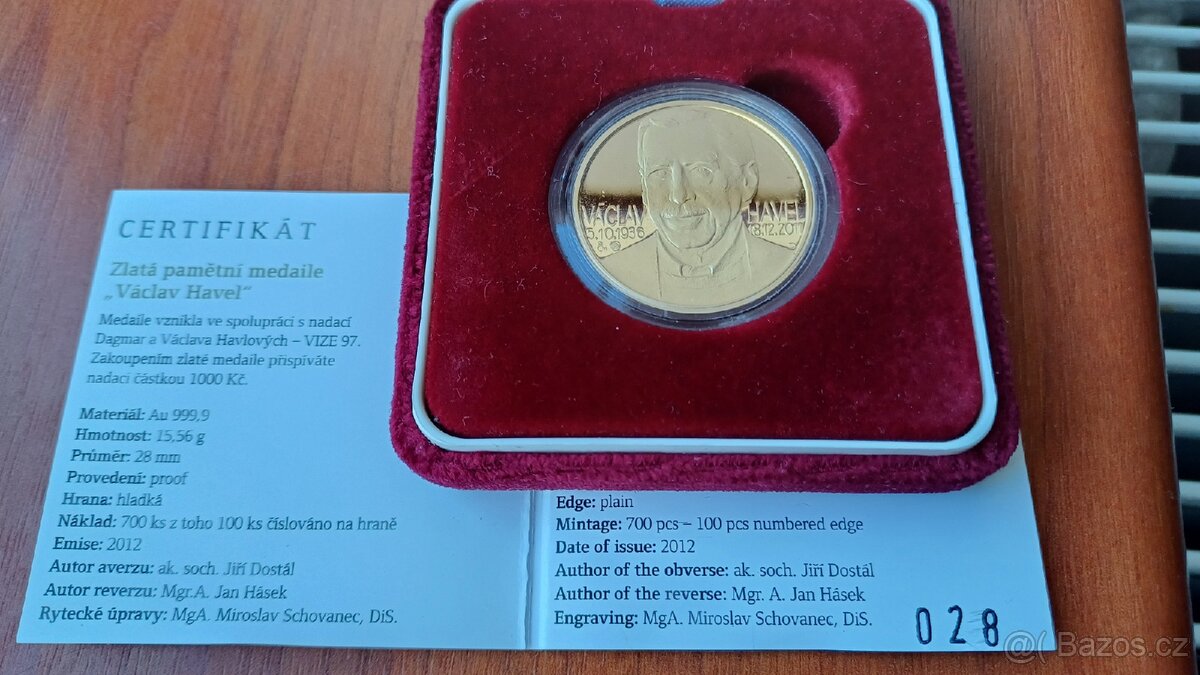 VÁCLAV HAVEL
5.10.1936 18.12.2011
CERTIFIKÁT
Zlatá pamětní medaile
„Václav Havel“
Medaile vznikla ve spolupráci s nadací
Dagmar a Václava Havlových – VIZE 97.
Zakoupením zlaté medaile přispíváte
nadaci částkou 1000 Kč.
Materiál: Au 999,9
Hmotnost: 15,56 g
Průměr: 28 mm
Provedení: proof
Hrana: hladká
Náklad: 700 ks z toho 100 ks číslováno na hraně
Emise: 2012
Autor averzu: ak. soch. Jiří Dostál
Autor reverzu: Mgr.A. Jan Hásek
Rytecké úpravy: MgA. Miroslav Schovanec, DiS.
Edge: plain
Mintage: 700 pcs – 100 pcs numbered edge
Date of issue: 2012
Author of the obverse: ak. soch. Jiří Dostál
Author of the reverse: Mgr. A. Jan Hásek
Engraving: MgA. Miroslav Schovanec, DiS.
028
Bazos.cz